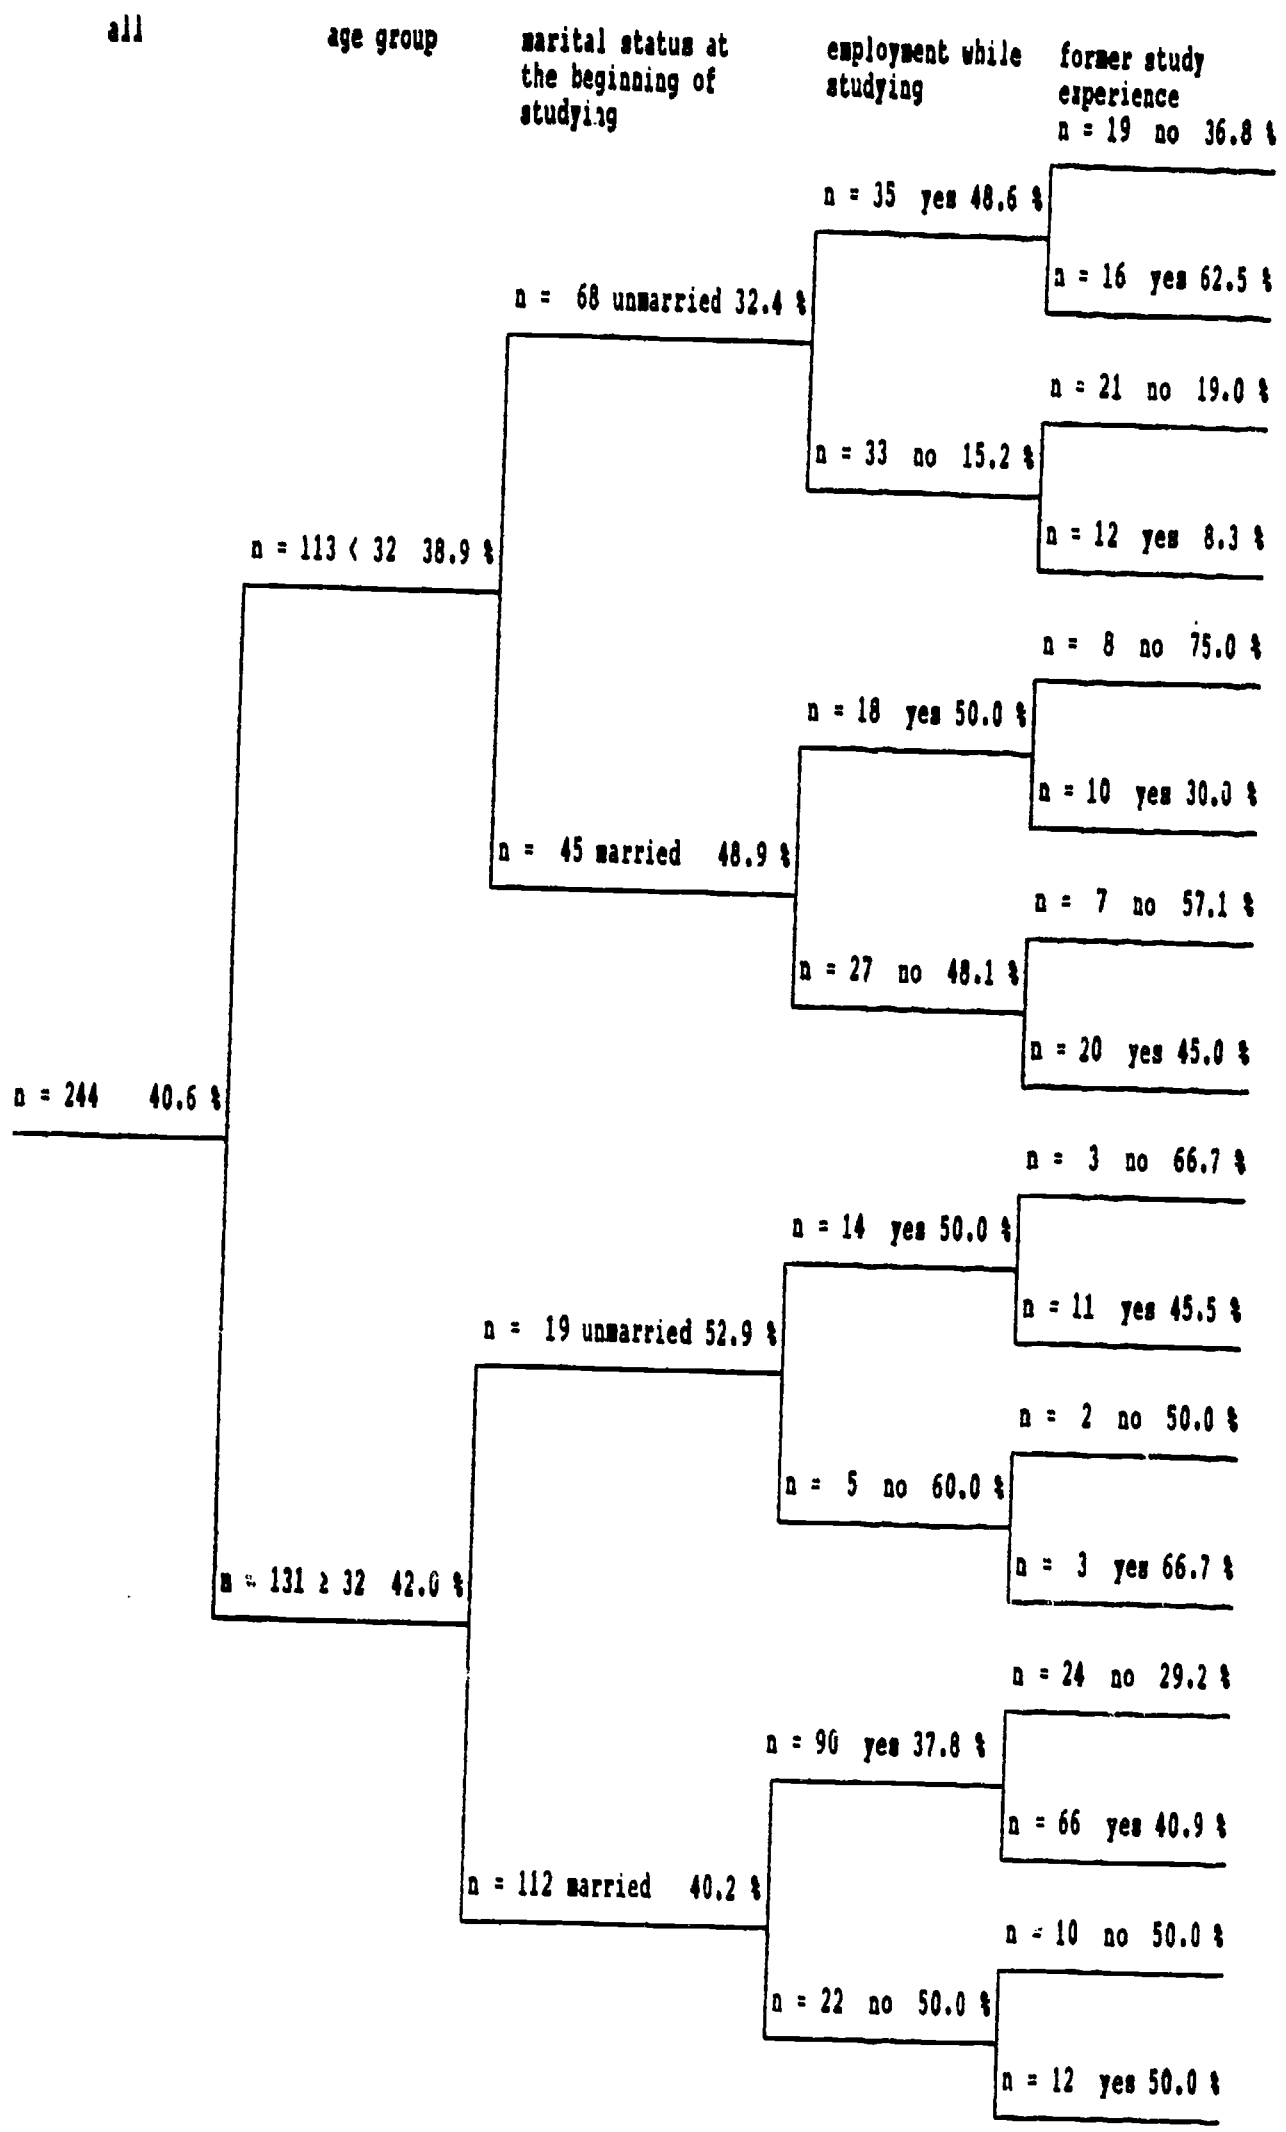 all
age group
marital status at
the beginning of
studying
employment while
studying
former study
experience
n = 19 no 36.8 %
n = 35 yes 48.6 %
n = 16 yes 62.5 %
n = 68 unmarried 32.4 %
n = 21 no 19.0 %
n = 33 no 15.2 %
n = 12 yes 8.3 %
n = 113 < 32 38.9 %
n = 8 no 75.0 %
n = 18 yes 50.0 %
n = 10 yes 30.0 %
n = 45 married 48.9 %
n = 7 no 57.1 %
n = 27 no 48.1 %
n = 20 yes 45.0 %
n = 244 40.6 %
n = 3 no 66.7 %
n = 14 yes 50.0 %
n = 11 yes 45.5 %
n = 19 unmarried 52.9 %
n = 2 no 50.0 %
n = 5 no 60.0 %
n = 3 yes 66.7 %
n = 131 ≥ 32 42.0 %
n = 24 no 29.2 %
n = 90 yes 37.8 %
n = 66 yes 40.9 %
n = 112 married 40.2 %
n = 10 no 50.0 %
n = 22 no 50.0 %
n = 12 yes 50.0 %